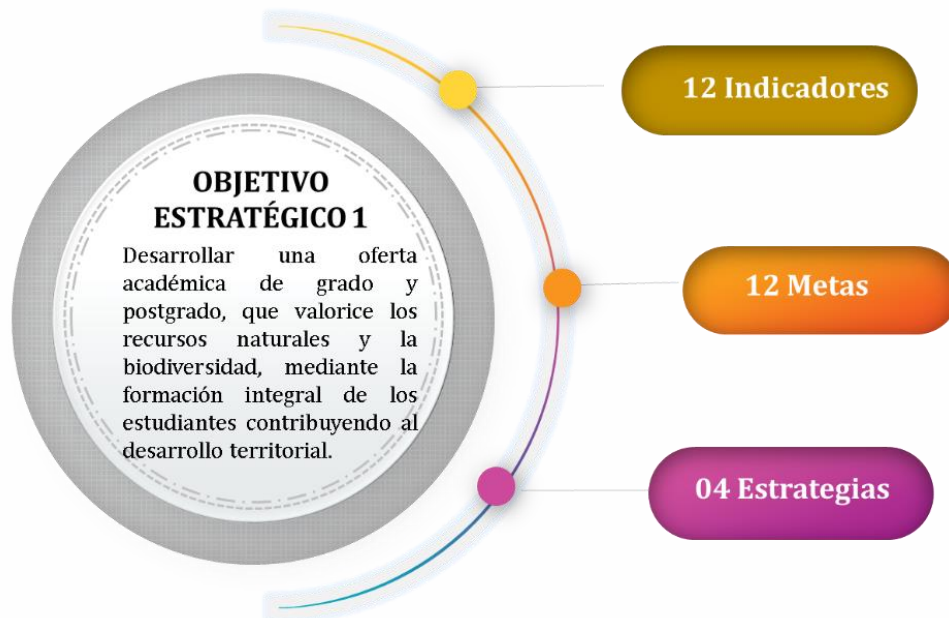 OBJETIVO
ESTRATÉGICO 1
Desarrollar una oferta
académica de grado y
postgrado, que valorice los
recursos naturales y la
biodiversidad, mediante la
formación integral de los
estudiantes contribuyendo al
desarrollo territorial.
12 Indicadores
12 Metas
04 Estrategias